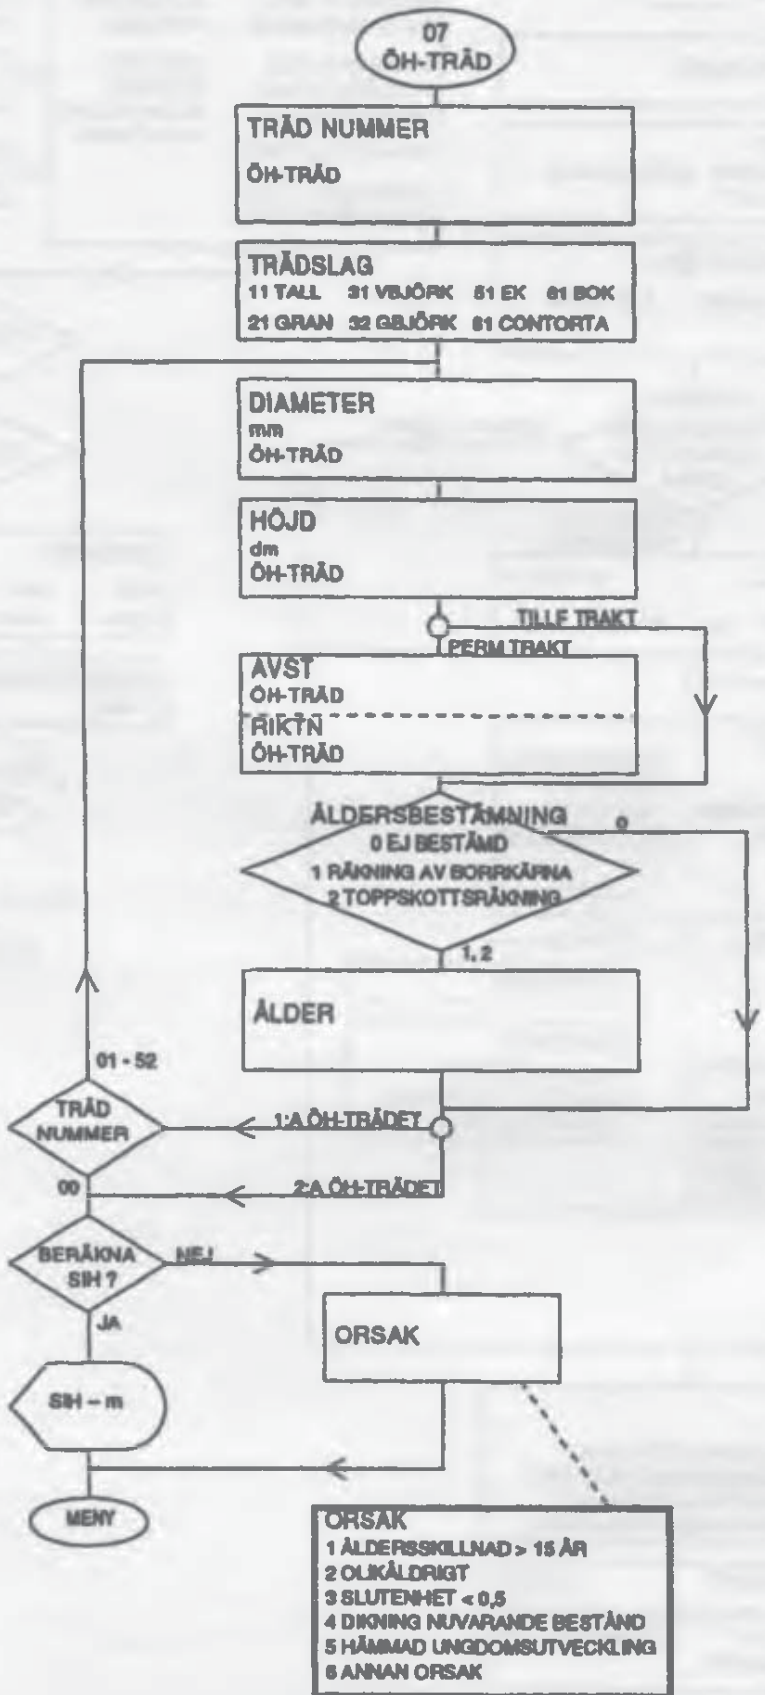 07
ÖH-TRÄD
TRÄD NUMMER
ÖH-TRÄD
TRÄDSLAG
11 TALL 31 VBJÖRK 51 EK 61 BOK
21 GRAN 32 GBJÖRK 81 CONTORTA
DIAMETER
mm
ÖH-TRÄD
HÖJD
dm
ÖH-TRÄD
TILLF TRAKT
PERM TRAKT
AVST
ÖH-TRÄD
RIKTN
ÖH-TRÄD
ÅLDERSBESTÄMNING
0 EJ BESTÄMD
0
1 RÄKNING AV BORRKÄRNA
2 TOPPSKOTTSRÄKNING
1, 2
ÅLDER
01 - 52
TRÄD
NUMMER
1:A ÖH-TRÄDET
00
2:A ÖH-TRÄDET
BERÄKNA
SIH ?
NEJ
JA
ORSAK
SIH – m
MENY
ORSAK
1 ÅLDERSSKILLNAD > 15 ÅR
2 OLIKÅLDRIGT
3 SLUTENHET < 0,5
4 DIKNING NUVARANDE BESTÅND
5 HÄMMAD UNGDOMSUTVECKLING
6 ANNAN ORSAK